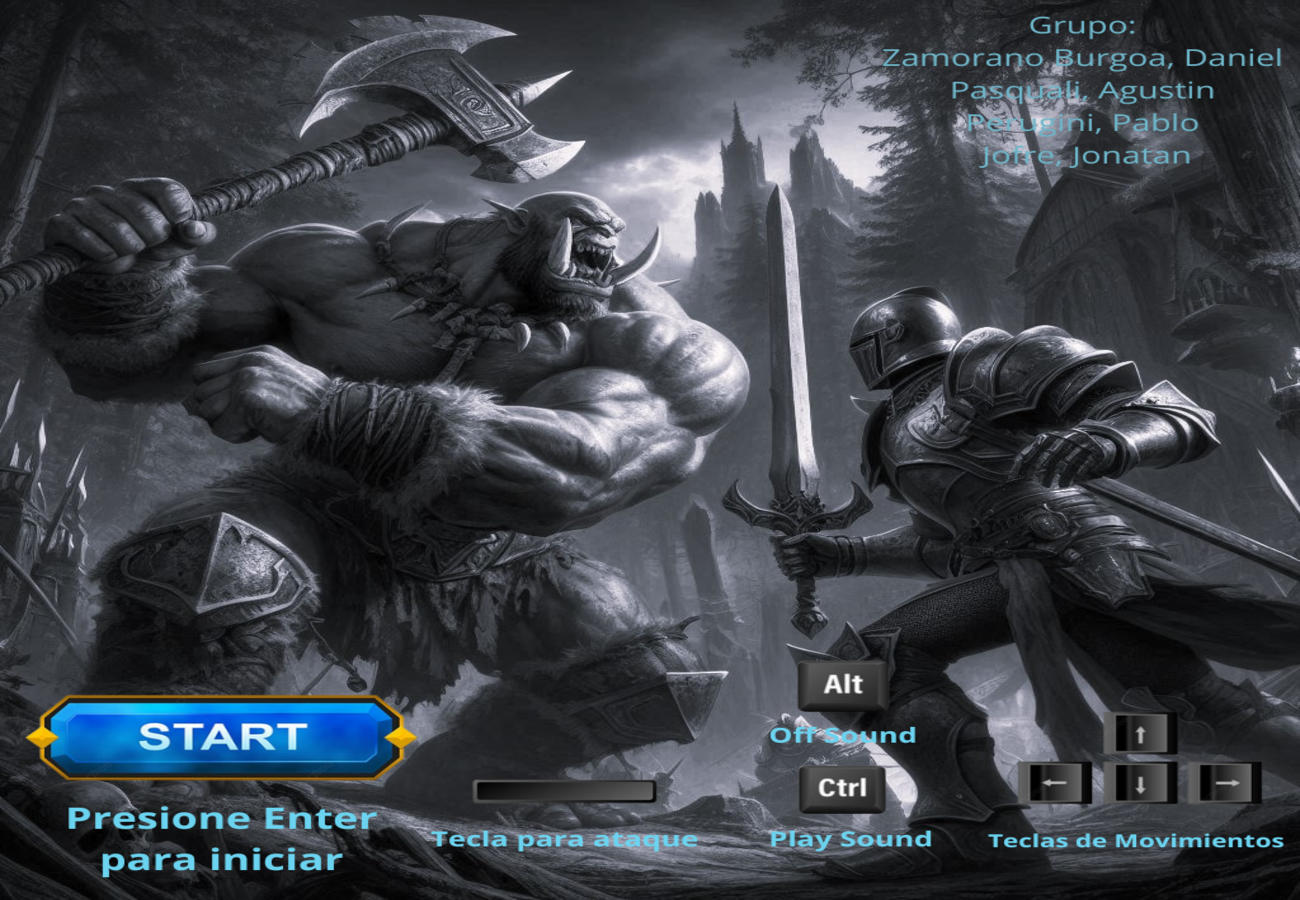 Grupo:
Zamorano Burgoa, Daniel
Pasquali, Agustin
Perugini, Pablo
Jofre, Jonatan
START
Presione Enter
para iniciar
Tecla para ataque
Alt
Off Sound
Ctrl
Play Sound
↑
← ↓ →
Teclas de Movimientos